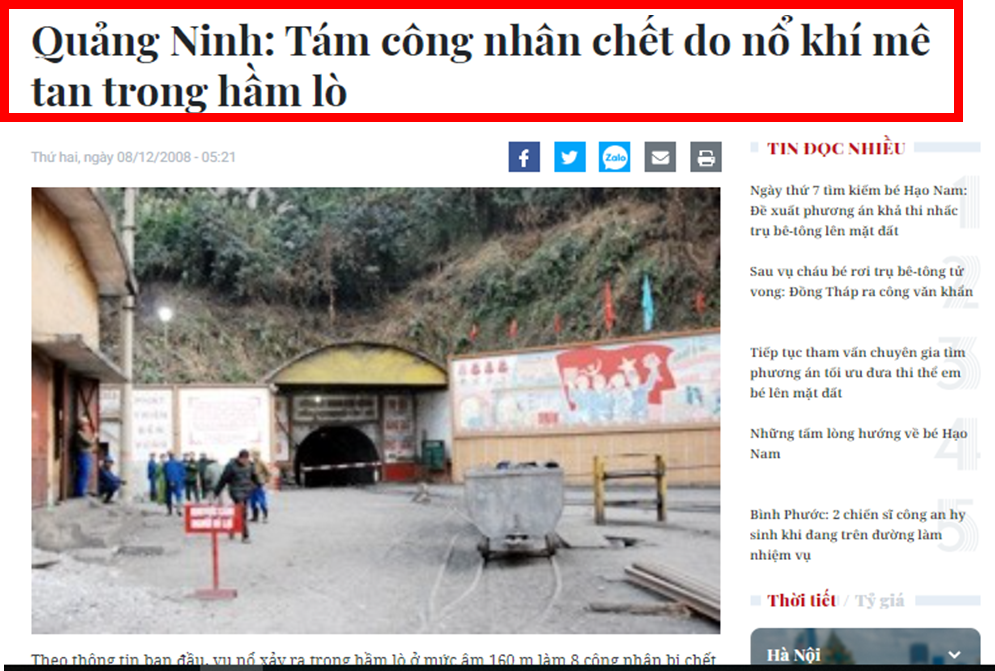 Quảng Ninh: Tám công nhân chết do nổ khí mê
tan trong hầm lò
Thứ hai, ngày 08/12/2008 - 05:21
Zalo
TIN ĐỌC NHIỀU
Ngày thứ 7 tìm kiếm bé Hạo Nam:
Đề xuất phương án khả thi nhấc
trụ bê-tông lên mặt đất
1
Sau vụ cháu bé rơi trụ bê-tông tử
vong: Đồng Tháp ra công văn khẩn
2
Tiếp tục tham vấn chuyên gia tìm
phương án tối ưu đưa thi thể em
bé lên mặt đất
3
Những tấm lòng hướng về bé Hạo
Nam
4
Bình Phước: 2 chiến sĩ công an hy
sinh khi đang trên đường làm
nhiệm vụ
5
Thời tiết / Tỷ giá
Hà Nội
Theo thông tin ban đầu, vụ nổ xảy ra trong hầm lò ở mức âm 160 m làm 8 công nhân bị chết